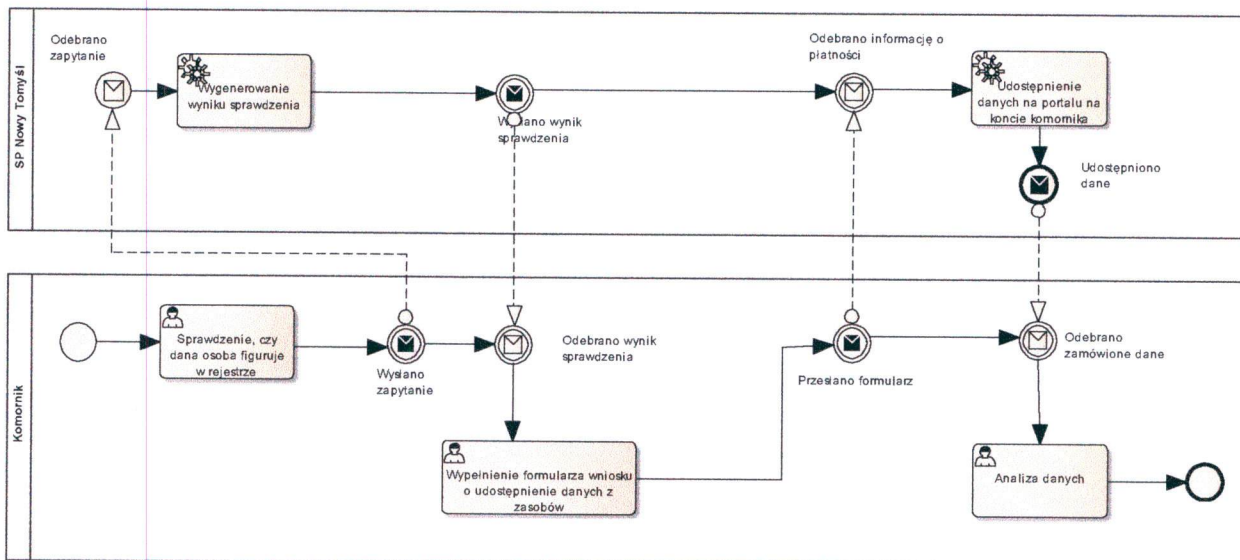 SP Nowy Tomyśl
Odebrano
zapytanie
Wygenerowanie
wyniku sprawdzenia
Wysłano wynik
sprawdzenia
Odebrano informację o
płatności
Udostępnienie
danych na portalu na
koncie komornika
Udostępniono
dane
Komornik
Sprawdzenie, czy
dana osoba figuruje
w rejestrze
Wysłano
zapytanie
Odebrano wynik
sprawdzenia
Wypełnienie formularza wniosku
o udostępnienie danych z
zasobów
Przesłano formularz
Odebrano
zamówione dane
Analiza danych